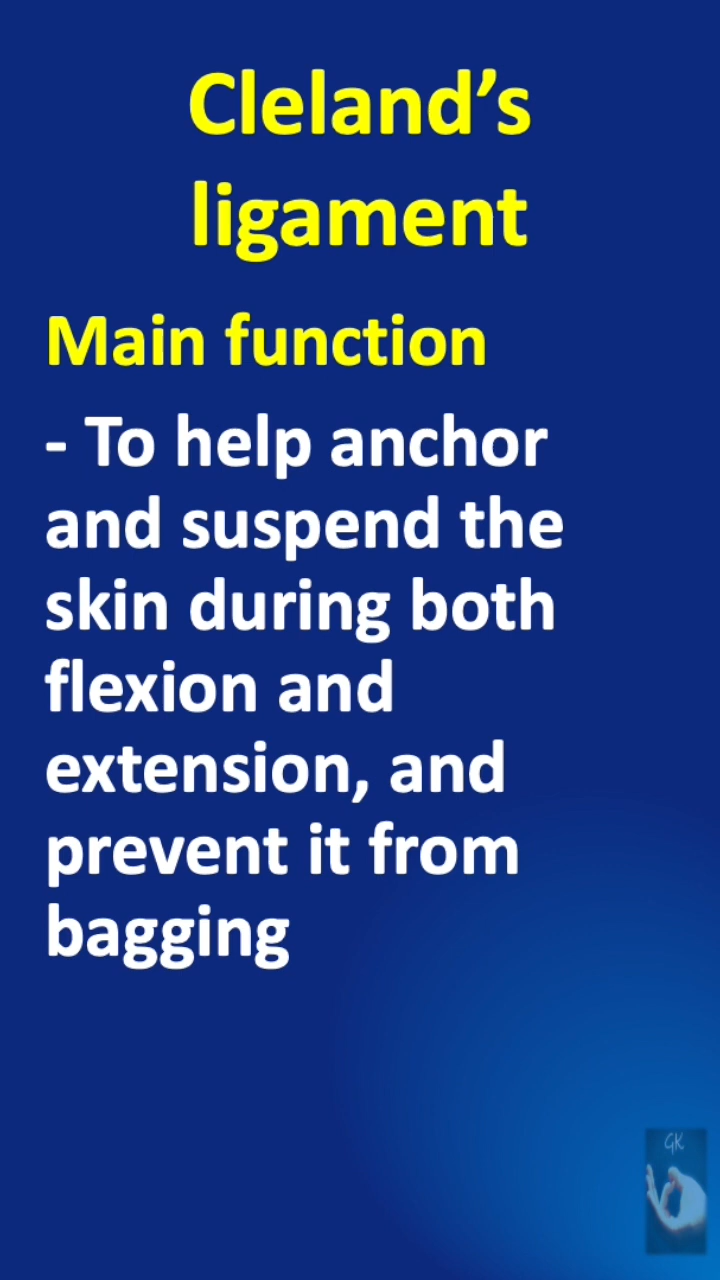 Cleland’s
ligament
Main function
- To help anchor
and suspend the
skin during both
flexion and
extension, and
prevent it from
bagging
GK